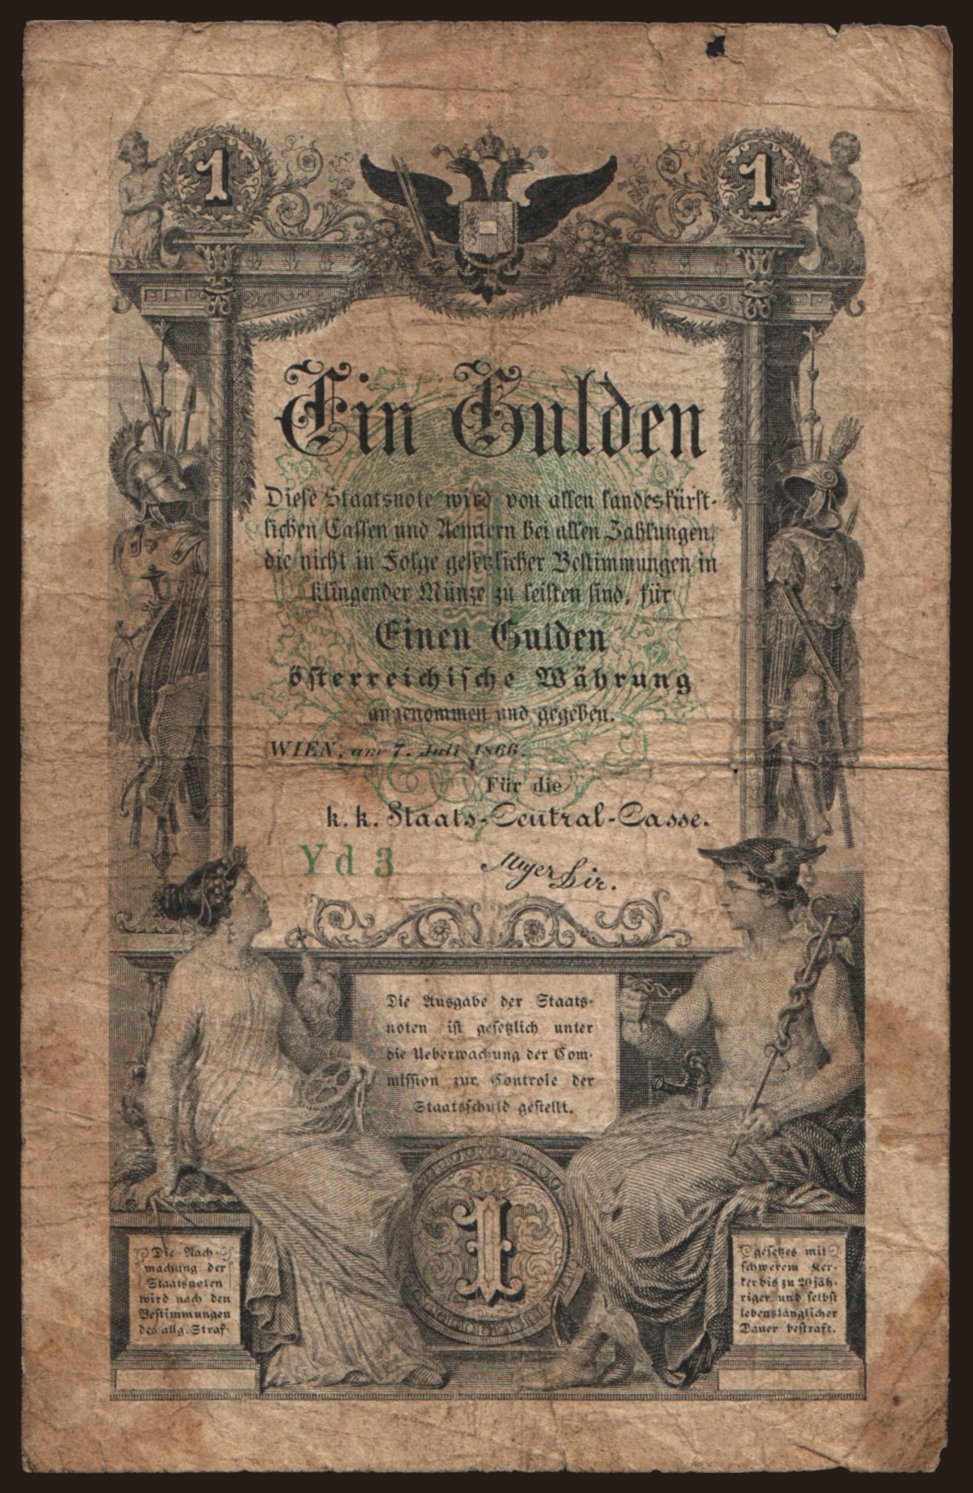 1 1
Ein Gulden
Diese Staatsnote wird von allen landesfürst-
lichen Cassen und Aemtern bei allen Zahlungen,
die nicht in Folge gesetzlicher Bestimmungen in
klingender Münze zu leisten sind, für
Einen Gulden
österreichische Währung
angenommen und gegeben.
WIEN, am 7. Juli 1866.
Für die
k. k. Staats-Central-Casse.
Yd 3
Die Ausgabe der Staats-
noten ist gesetzlich unter
die Ueberwachung der Com-
mission zur Controle der
Staatsschuld gestellt.
1
Die Nach-
machung der
Staatsnoten
wird nach den
Bestimmungen
des allg. Straf-
gesetzes mit
schwerem Ker-
ker bis zu 20 jäh-
riger und selbst
lebenslänglicher
Dauer bestraft.